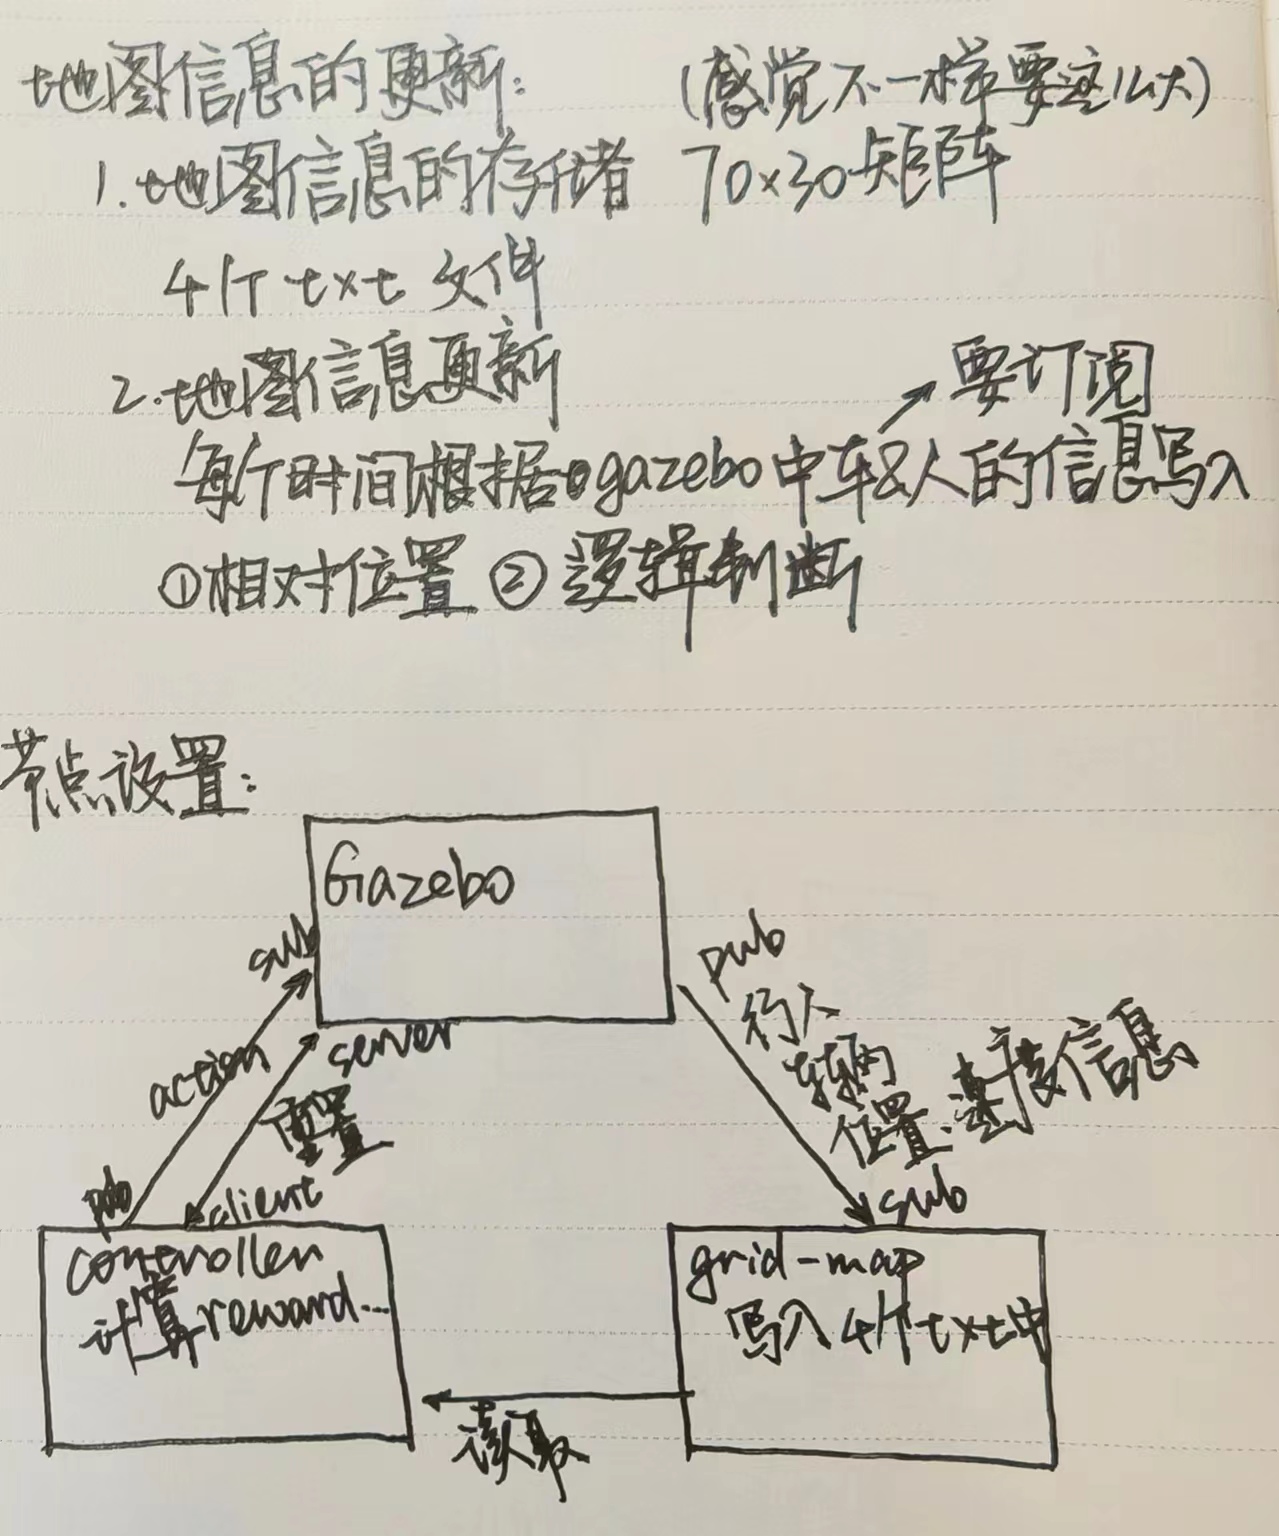 地图信息的更新: (感觉不一样要这么大)
1.地图信息的存储 70×30矩阵
4个txt 文件
2.地图信息更新 要订阅
每个时间根据gazebo中车&人的信息写入
①相对位置 ②逻辑判断
节点设置:
Gazebo
sub
pub
行人
action
server
车辆
重置
位置、连接信息
pub
client
sub
controller
grid-map
计算reward...
写入4个txt中
读取